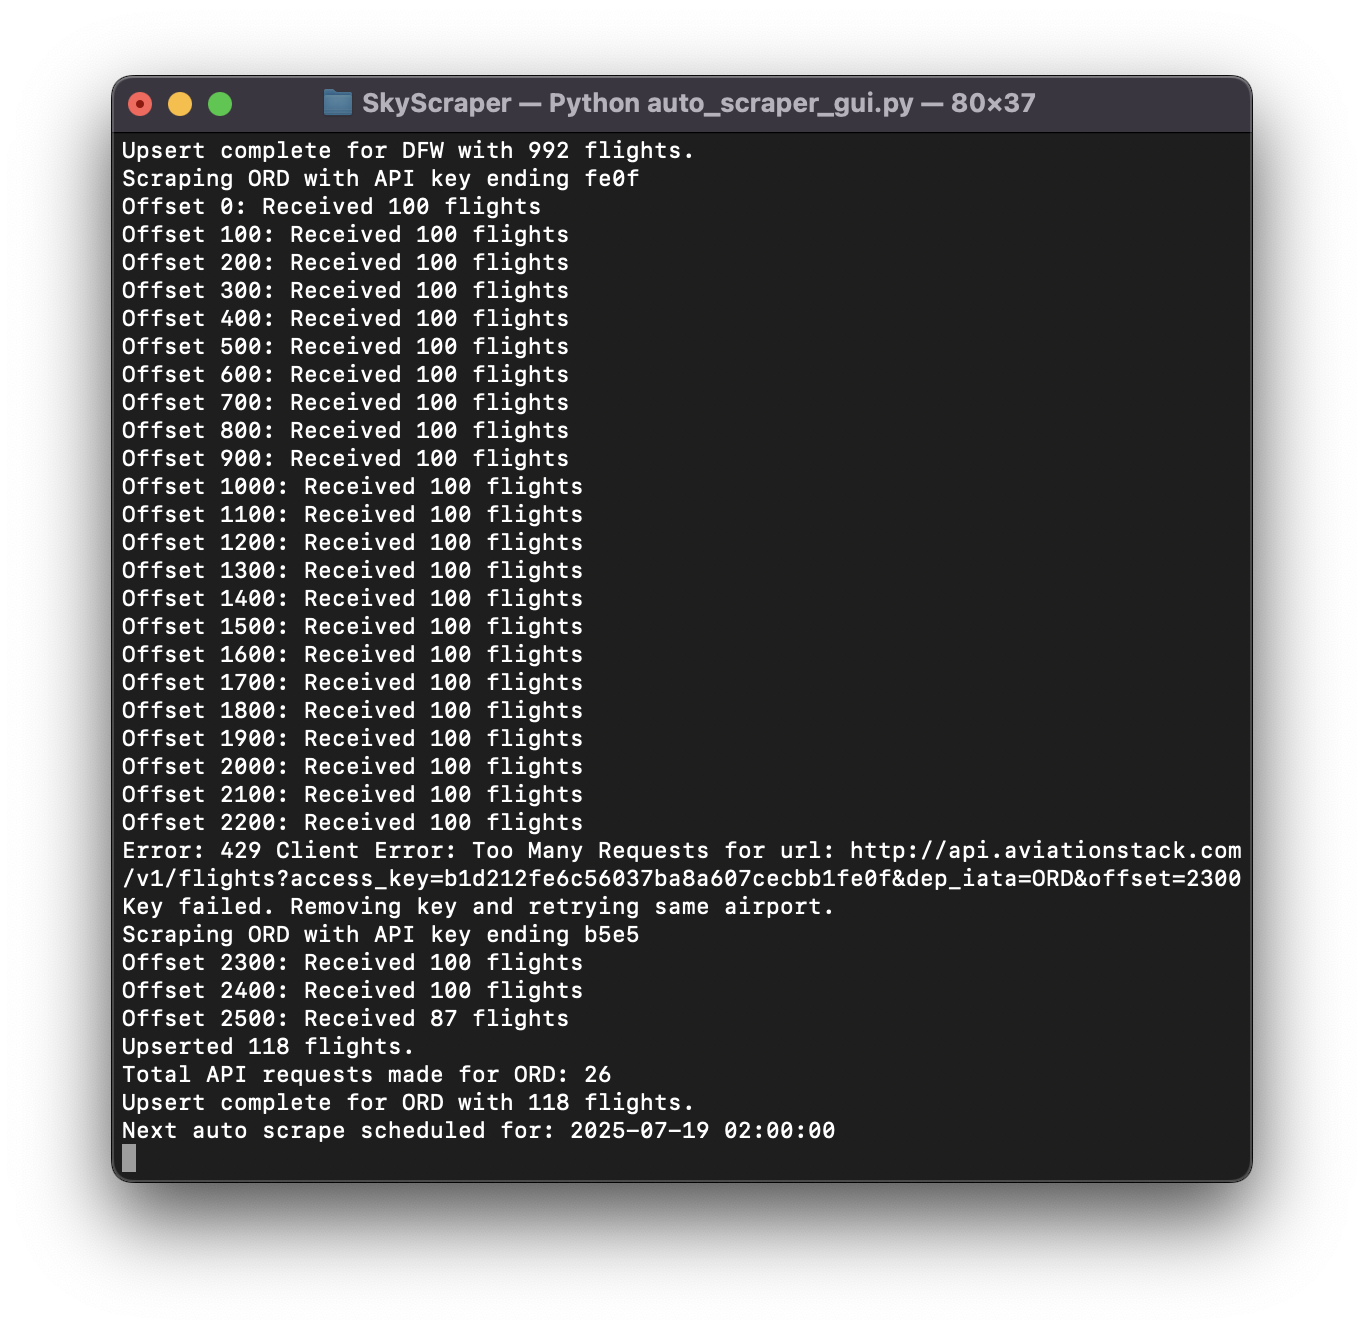 SkyScraper — Python auto_scraper_gui.py — 80×37
Upsert complete for DFW with 992 flights.
Scraping ORD with API key ending fe0f
Offset 0: Received 100 flights
Offset 100: Received 100 flights
Offset 200: Received 100 flights
Offset 300: Received 100 flights
Offset 400: Received 100 flights
Offset 500: Received 100 flights
Offset 600: Received 100 flights
Offset 700: Received 100 flights
Offset 800: Received 100 flights
Offset 900: Received 100 flights
Offset 1000: Received 100 flights
Offset 1100: Received 100 flights
Offset 1200: Received 100 flights
Offset 1300: Received 100 flights
Offset 1400: Received 100 flights
Offset 1500: Received 100 flights
Offset 1600: Received 100 flights
Offset 1700: Received 100 flights
Offset 1800: Received 100 flights
Offset 1900: Received 100 flights
Offset 2000: Received 100 flights
Offset 2100: Received 100 flights
Offset 2200: Received 100 flights
Error: 429 Client Error: Too Many Requests for url: http://api.aviationstack.com
/v1/flights?access_key=b1d212fe6c56037ba8a607cecbb1fe0f&dep_iata=ORD&offset=2300
Key failed. Removing key and retrying same airport.
Scraping ORD with API key ending b5e5
Offset 2300: Received 100 flights
Offset 2400: Received 100 flights
Offset 2500: Received 87 flights
Upserted 118 flights.
Total API requests made for ORD: 26
Upsert complete for ORD with 118 flights.
Next auto scrape scheduled for: 2025-07-19 02:00:00